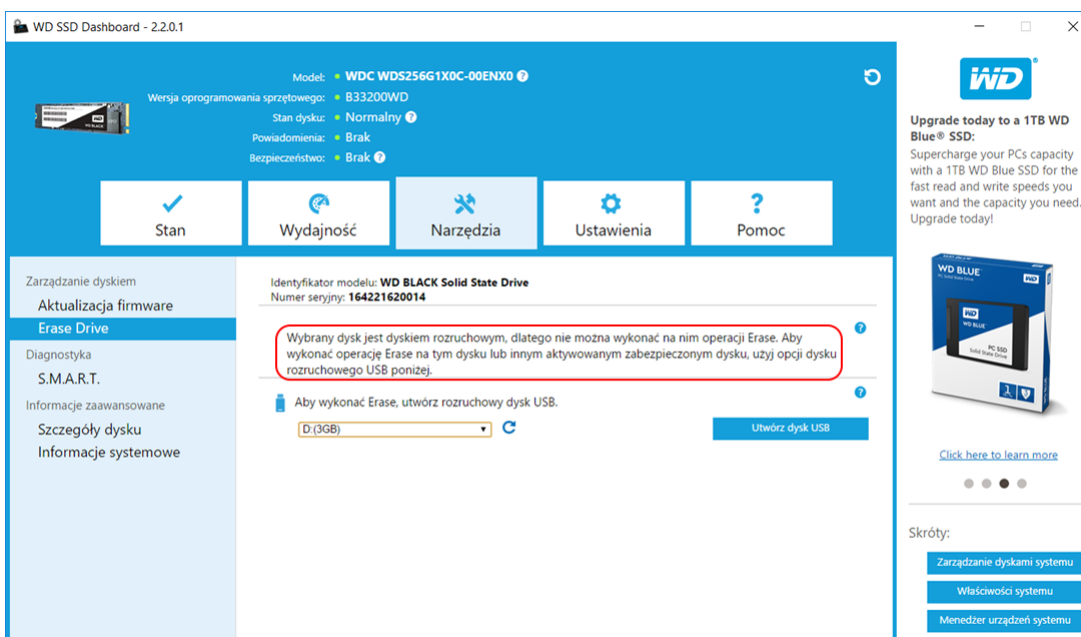 WD SSD Dashboard - 2.2.0.1
Model: WDC WDS256G1X0C-00ENX0
Wersja oprogramowania sprzętowego: B33200WD
Stan dysku: Normalny
Powiadomienia: Brak
Bezpieczeństwo: Brak
Stan
Wydajność
Narzędzia
Ustawienia
Pomoc
Zarządzanie dyskiem
Aktualizacja firmware
Erase Drive
Diagnostyka
S.M.A.R.T.
Informacje zaawansowane
Szczegóły dysku
Informacje systemowe
Identyfikator modelu: WD BLACK Solid State Drive
Numer seryjny: 164221620014
Wybrany dysk jest dyskiem rozruchowym, dlatego nie można wykonać na nim operacji Erase. Aby
wykonać operację Erase na tym dysku lub innym aktywowanym zabezpieczonym dysku, użyj opcji dysku
rozruchowego USB poniżej.
Aby wykonać Erase, utwórz rozruchowy dysk USB.
D:(3GB)
Utwórz dysk USB
WD
Upgrade today to a 1TB WD
Blue® SSD:
Supercharge your PCs capacity
with a 1TB WD Blue SSD for the
fast read and write speeds you
want and the capacity you need.
Upgrade today!
WD BLUE
WD
WD BLUE
PC SSD
Solid State Drive
Click here to learn more
Skróty:
Zarządzanie dyskami systemu
Właściwości systemu
Menedżer urządzeń systemu